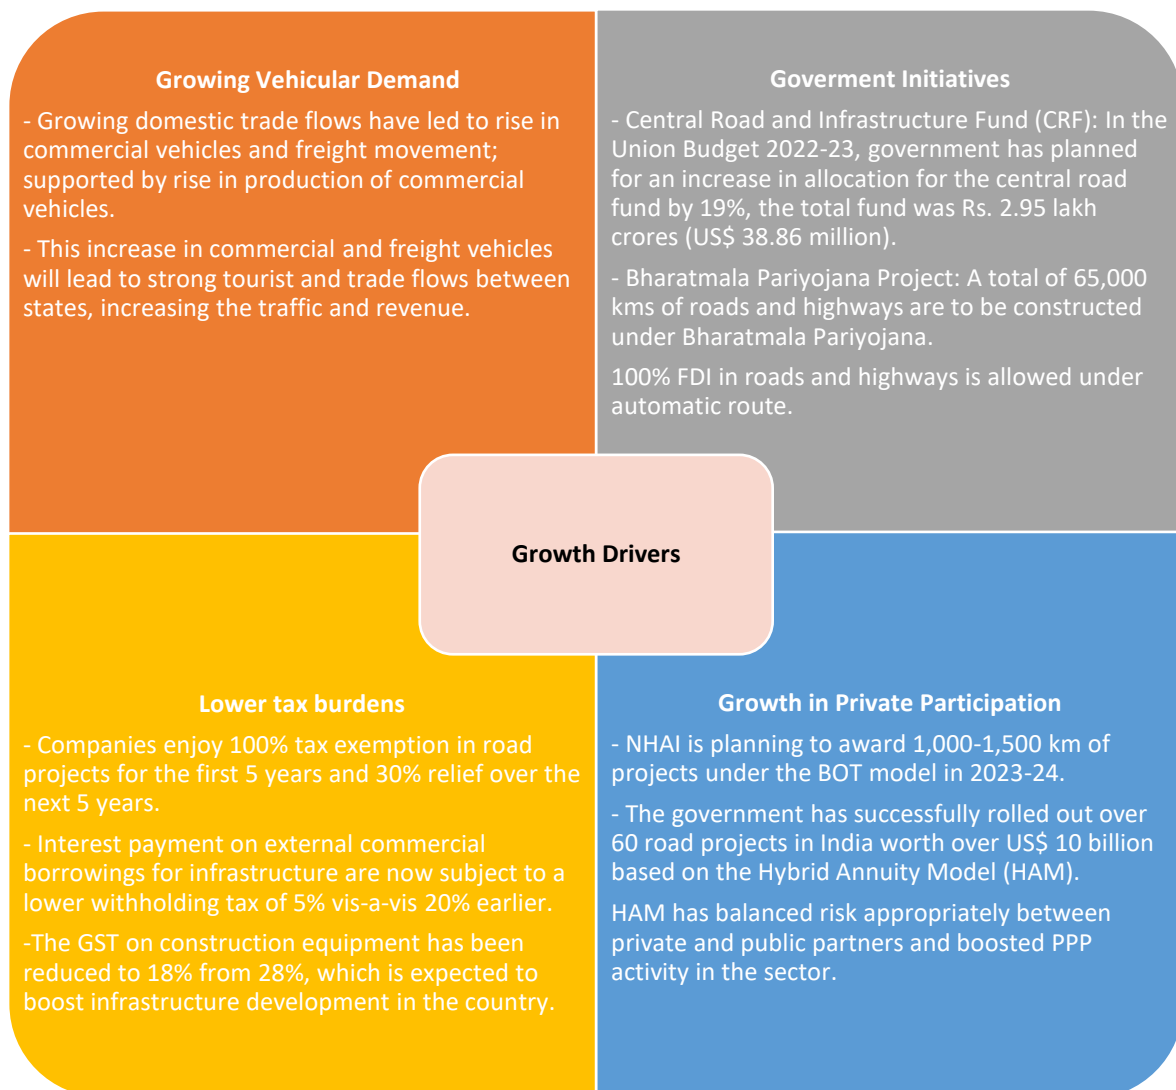 Growing Vehicular Demand
- Growing domestic trade flows have led to rise in
commercial vehicles and freight movement;
supported by rise in production of commercial
vehicles.
- This increase in commercial and freight vehicles
will lead to strong tourist and trade flows between
states, increasing the traffic and revenue.
Goverment Initiatives
- Central Road and Infrastructure Fund (CRF): In the
Union Budget 2022-23, government has planned
for an increase in allocation for the central road
fund by 19%, the total fund was Rs. 2.95 lakh
crores (US$ 38.86 million).
- Bharatmala Pariyojana Project: A total of 65,000
kms of roads and highways are to be constructed
under Bharatmala Pariyojana.
100% FDI in roads and highways is allowed under
automatic route.
Growth Drivers
Lower tax burdens
- Companies enjoy 100% tax exemption in road
projects for the first 5 years and 30% relief over the
next 5 years.
- Interest payment on external commercial
borrowings for infrastructure are now subject to a
lower withholding tax of 5% vis-a-vis 20% earlier.
-The GST on construction equipment has been
reduced to 18% from 28%, which is expected to
boost infrastructure development in the country.
Growth in Private Participation
- NHAI is planning to award 1,000-1,500 km of
projects under the BOT model in 2023-24.
- The government has successfully rolled out over
60 road projects in India worth over US$ 10 billion
based on the Hybrid Annuity Model (HAM).
HAM has balanced risk appropriately between
private and public partners and boosted PPP
activity in the sector.